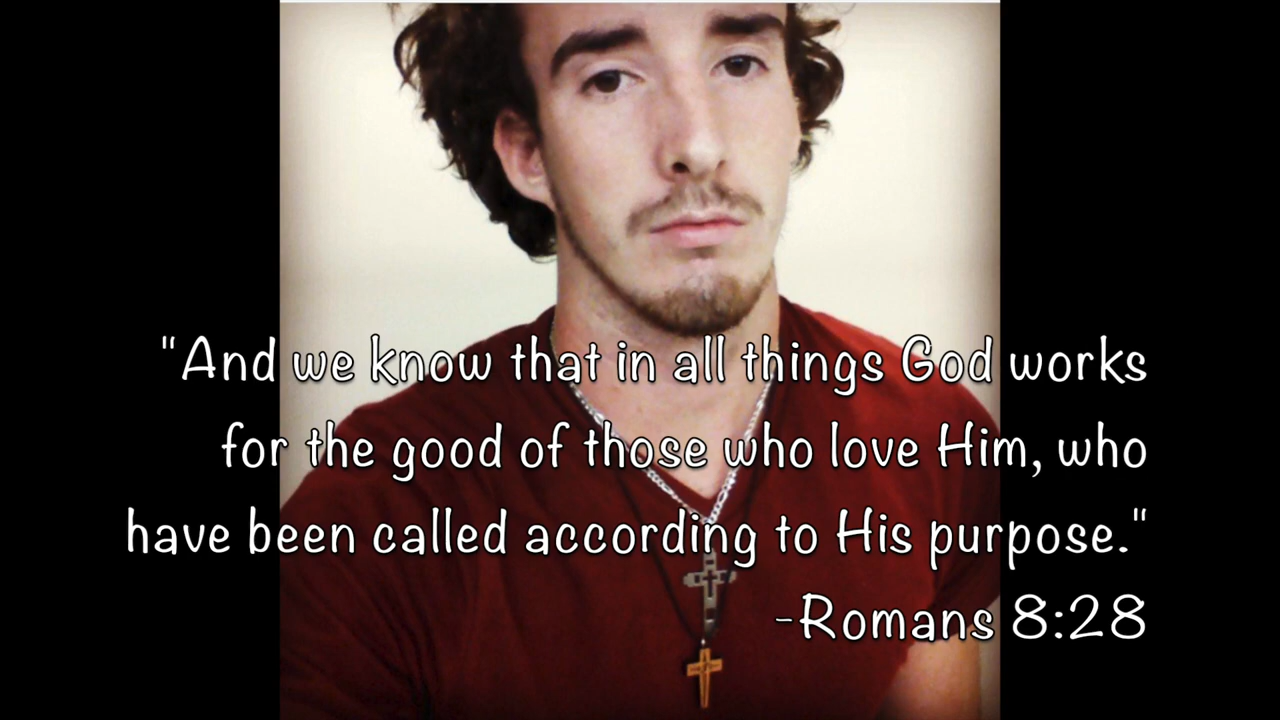 "And we know that in all things God works
for the good of those who love Him, who
have been called according to His purpose."
-Romans 8:28